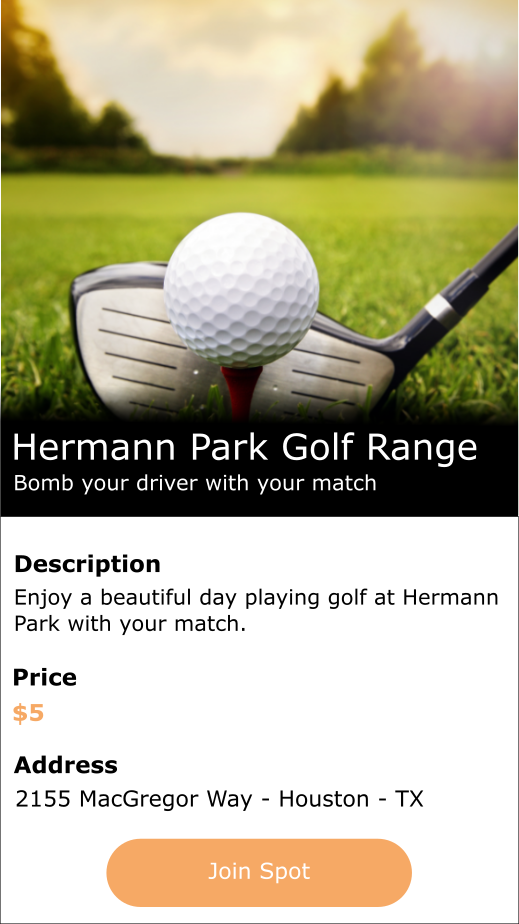 Hermann Park Golf Range
Bomb your driver with your match
Description
Enjoy a beautiful day playing golf at Hermann
Park with your match.
Price
$5
Address
2155 MacGregor Way - Houston - TX
Join Spot